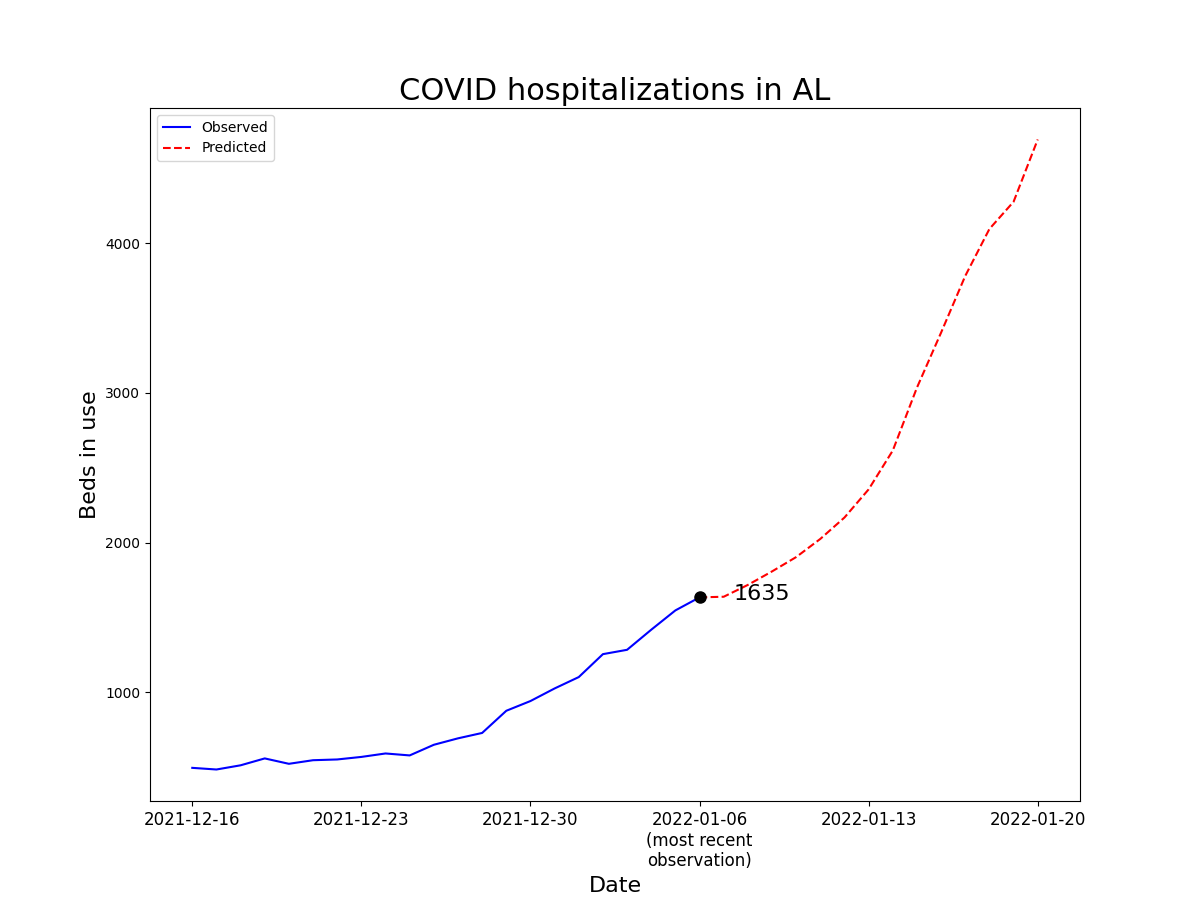 COVID hospitalizations in AL
Observed
Predicted
4000
3000
2000
1000
Beds in use
1635
2021-12-16 2021-12-23 2021-12-30 2022-01-06 2022-01-13 2022-01-20
(most recent
observation)
Date